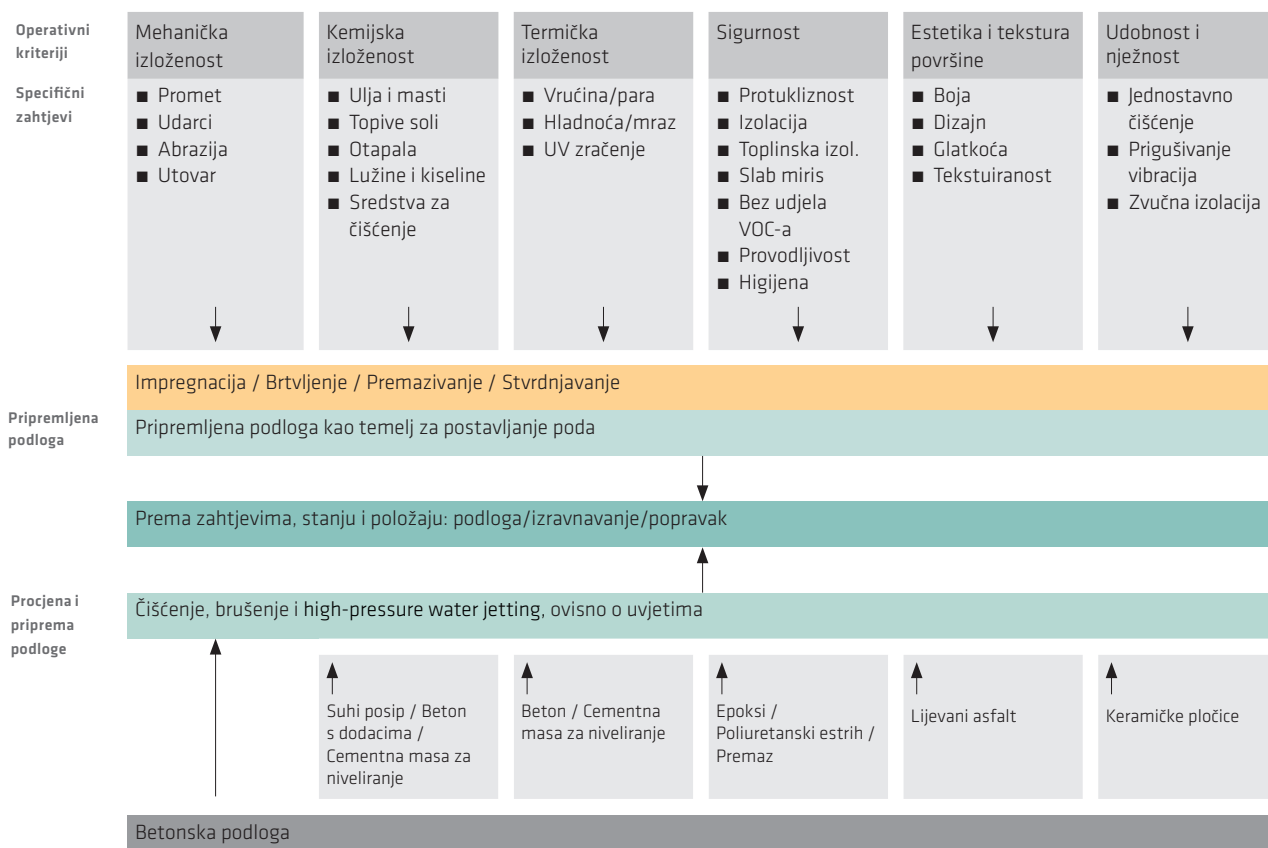 Operativni
kriteriji
Mehanička
izloženost
Kemijska
izloženost
Termička
izloženost
Sigurnost
Estetika i tekstura
površine
Udobnost i
nježnost
Specifični
zahtjevi
■ Promet
■ Udarci
■ Abrazija
■ Utovar
■ Ulja i masti
■ Topive soli
■ Otapala
■ Lužine i kiseline
■ Sredstva za
čišćenje
■ Vrućina/para
■ Hladnoća/mraz
■ UV zračenje
■ Protukliznost
■ Izolacija
■ Toplinska izol.
■ Slab miris
■ Bez udjela
VOC-a
■ Provodljivost
■ Higijena
■ Boja
■ Dizajn
■ Glatkoća
■ Tekstuiranost
■ Jednostavno
čišćenje
■ Prigušivanje
vibracija
■ Zvučna izolacija
Impregnacija / Brtvljenje / Premazivanje / Stvrdnjavanje
Pripremljena
podloga
Pripremljena podloga kao temelj za postavljanje poda
Prema zahtjevima, stanju i položaju: podloga/izravnavanje/popravak
Procjena i
priprema
podloge
Čišćenje, brušenje i high-pressure water jetting, ovisno o uvjetima
Suhi posip / Beton
s dodacima /
Cementna masa za
niveliranje
Beton / Cementna
masa za niveliranje
Epoksi /
Poliuretanski estrih /
Premaz
Lijevani asfalt
Keramičke pločice
Betonska podloga